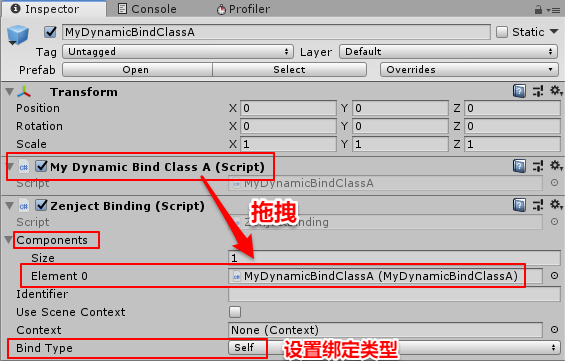 Inspector Console Profiler
MyDynamicBindClassA Static
Tag Untagged Layer Default
Prefab Open Select Overrides
Transform
Position X 0 Y 0 Z 0
Rotation X 0 Y 0 Z 0
Scale X 1 Y 1 Z 1
My Dynamic Bind Class A (Script)
Script MyDynamicBindClassA
Zenject Binding (Script)
拖拽
Script ZenjectBinding
Components
Size 1
Element 0 MyDynamicBindClassA (MyDynamicBindClassA)
Identifier
Use Scene Context
Context None (Context)
Bind Type Self
设置绑定类型